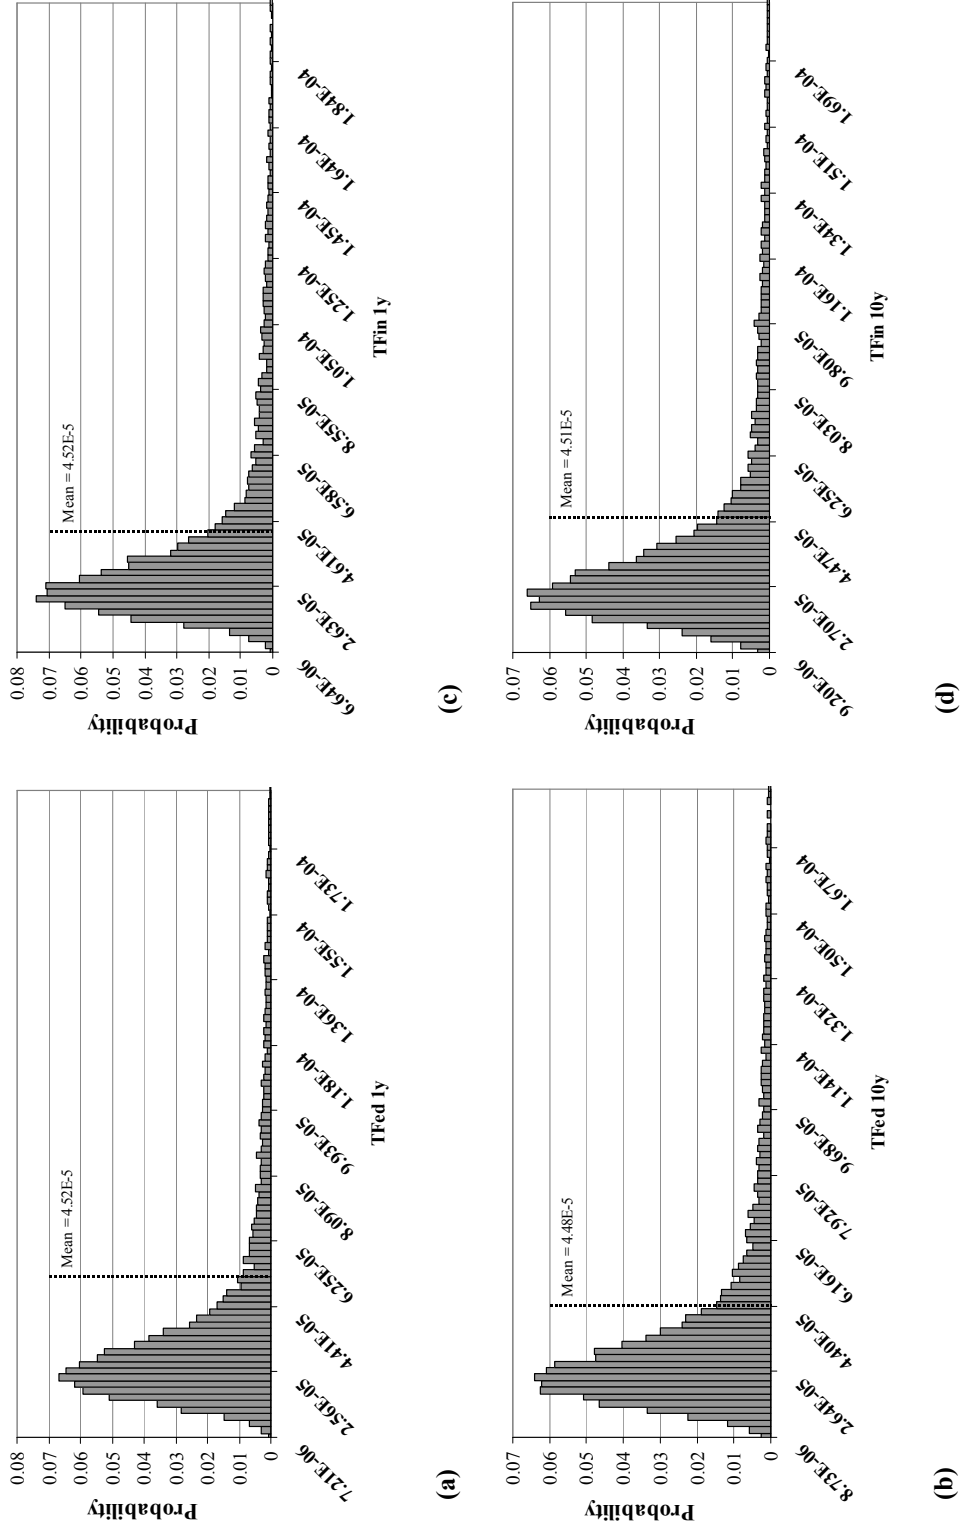 0.08
0.07
0.06
0.05
0.04
0.03
0.02
0.01
0
Probability
Mean = 4.52E-5
7.21E-06
2.56E-05
4.41E-05
6.25E-05
8.09E-05
9.93E-05
1.18E-04
1.36E-04
1.55E-04
1.73E-04
TFed 1y
(a)
0.08
0.07
0.06
0.05
0.04
0.03
0.02
0.01
0
Probability
Mean = 4.52E-5
6.64E-06
2.63E-05
4.61E-05
6.58E-05
8.55E-05
1.05E-04
1.25E-04
1.45E-04
1.64E-04
1.84E-04
TFin 1y
(c)
0.07
0.06
0.05
0.04
0.03
0.02
0.01
0
Probability
Mean = 4.48E-5
8.73E-06
2.64E-05
4.40E-05
6.16E-05
7.92E-05
9.68E-05
1.14E-04
1.32E-04
1.50E-04
1.67E-04
TFed 10y
(b)
0.07
0.06
0.05
0.04
0.03
0.02
0.01
0
Probability
Mean = 4.51E-5
9.20E-06
2.70E-05
4.47E-05
6.25E-05
8.03E-05
9.80E-05
1.16E-04
1.34E-04
1.51E-04
1.69E-04
TFin 10y
(d)